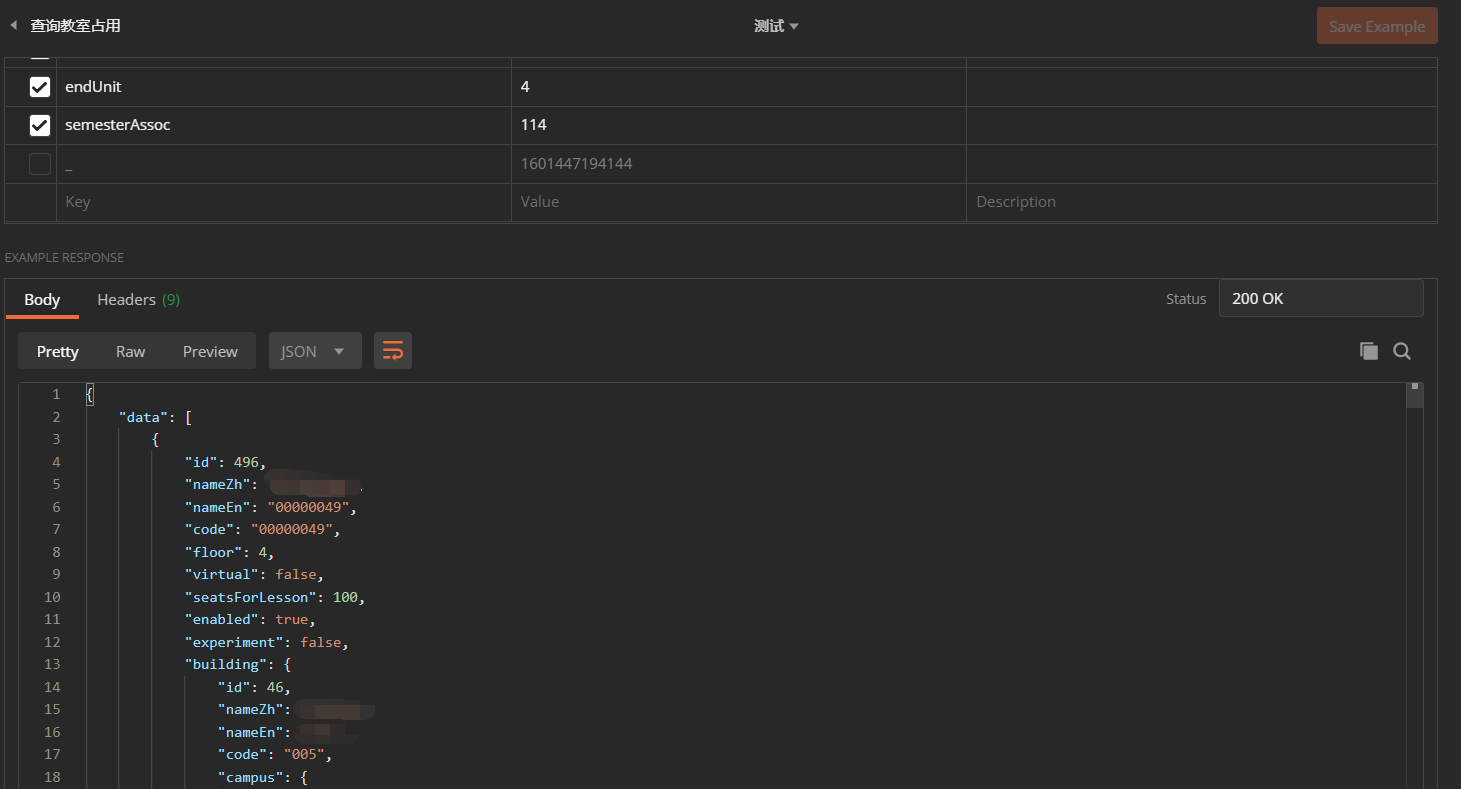 查询教室占用 测试 Save Example
endUnit 4
semesterAssoc 114
_ 1601447194144
Key Value Description
EXAMPLE RESPONSE
Body Headers (9) Status 200 OK
Pretty Raw Preview JSON
1 {
2 "data": [
3 {
4 "id": 496,
5 "nameZh":
6 "nameEn": "00000049",
7 "code": "00000049",
8 "floor": 4,
9 "virtual": false,
10 "seatsForLesson": 100,
11 "enabled": true,
12 "experiment": false,
13 "building": {
14 "id": 46,
15 "nameZh":
16 "nameEn":
17 "code": "005",
18 "campus": {